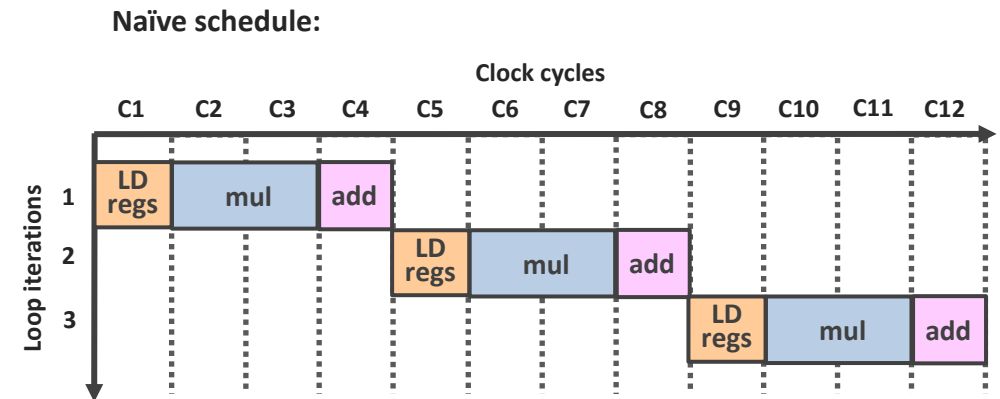 Naïve schedule:
Clock cycles
C1 C2 C3 C4 C5 C6 C7 C8 C9 C10 C11 C12
Loop iterations
1
LD
regs
mul
add
2
LD
regs
mul
add
3
LD
regs
mul
add